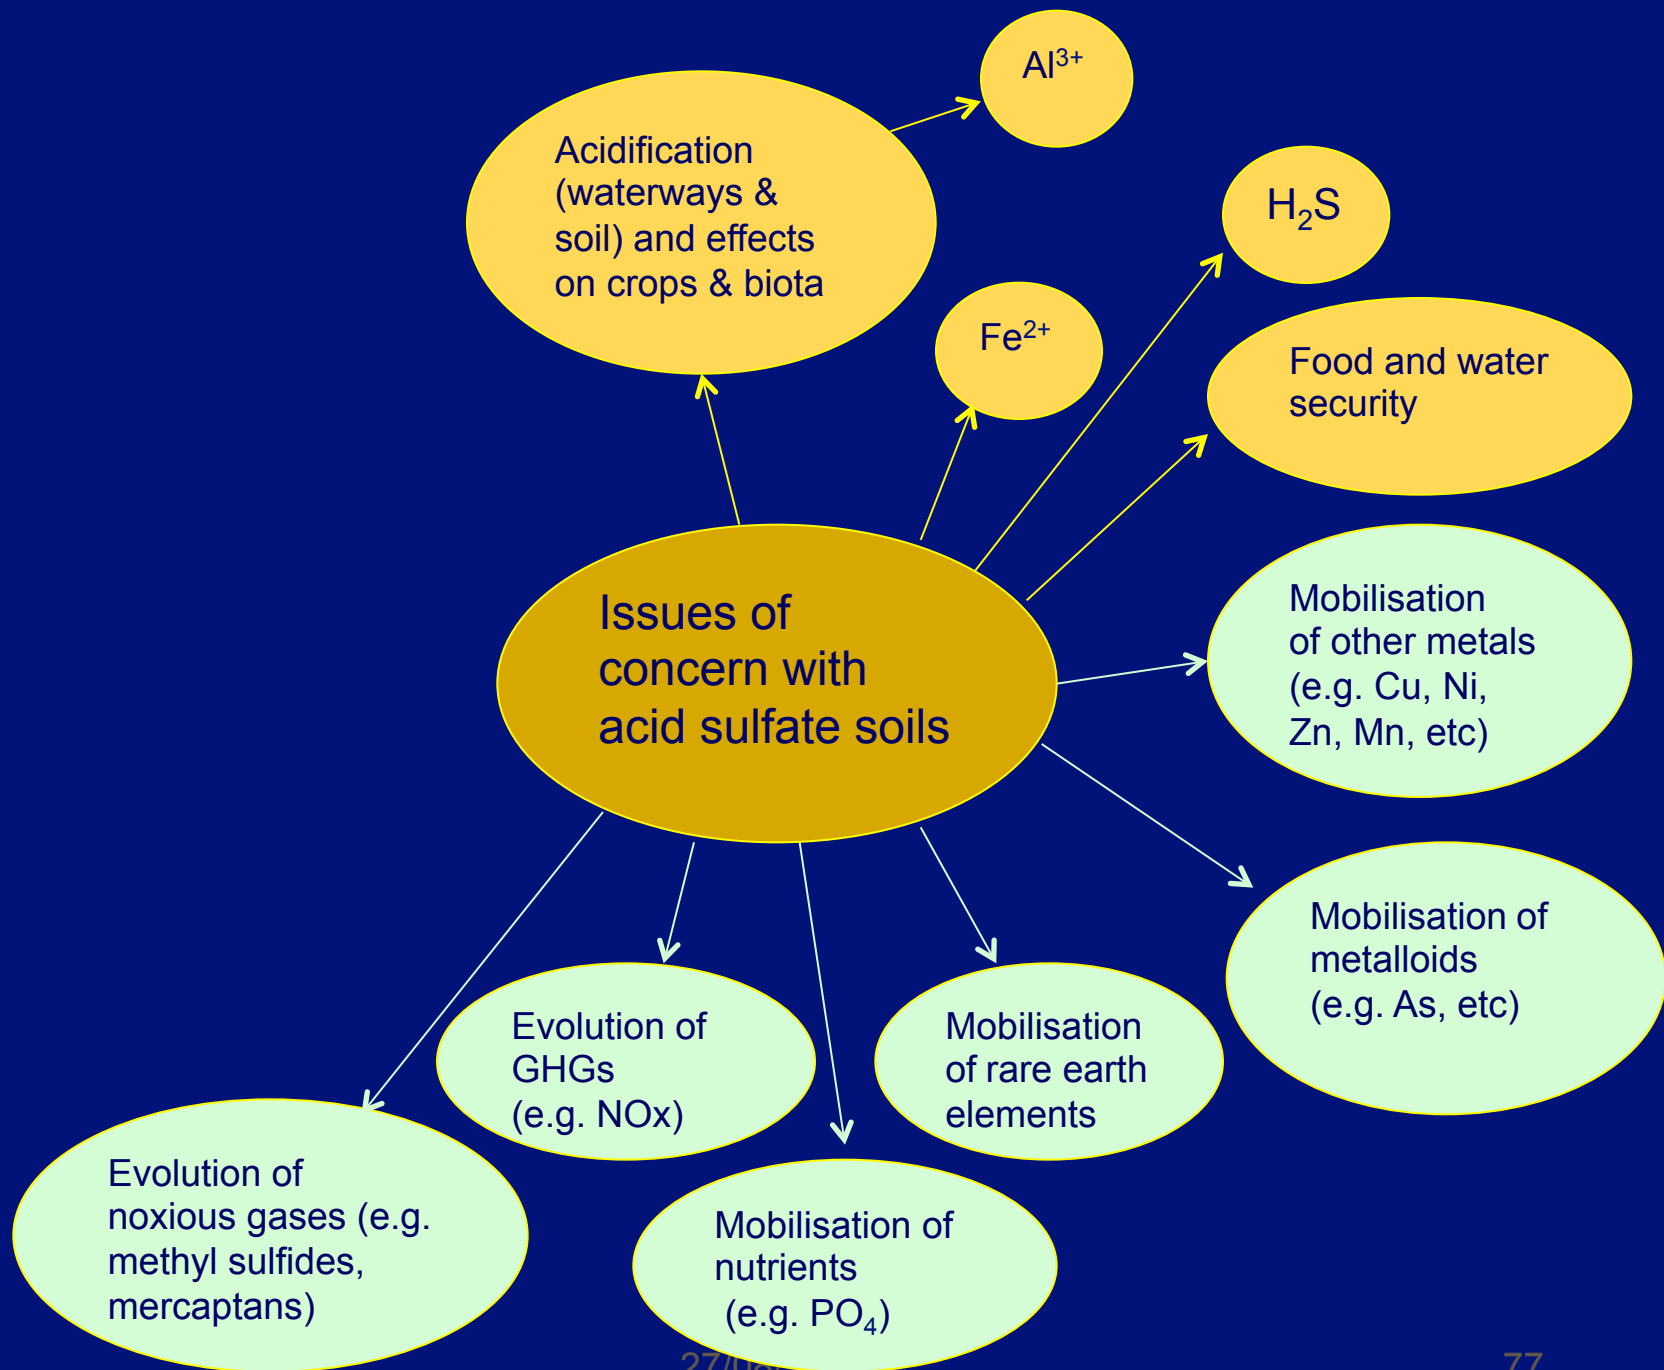 Al³⁺
Acidification
(waterways &
soil) and effects
on crops & biota
H₂S
Fe²⁺
Food and water
security
Issues of
concern with
acid sulfate soils
Mobilisation
of other metals
(e.g. Cu, Ni,
Zn, Mn, etc)
Mobilisation of
metalloids
(e.g. As, etc)
Evolution of
GHGs
(e.g. NOx)
Mobilisation
of rare earth
elements
Evolution of
noxious gases (e.g.
methyl sulfides,
mercaptans)
Mobilisation of
nutrients
(e.g. PO₄)
77